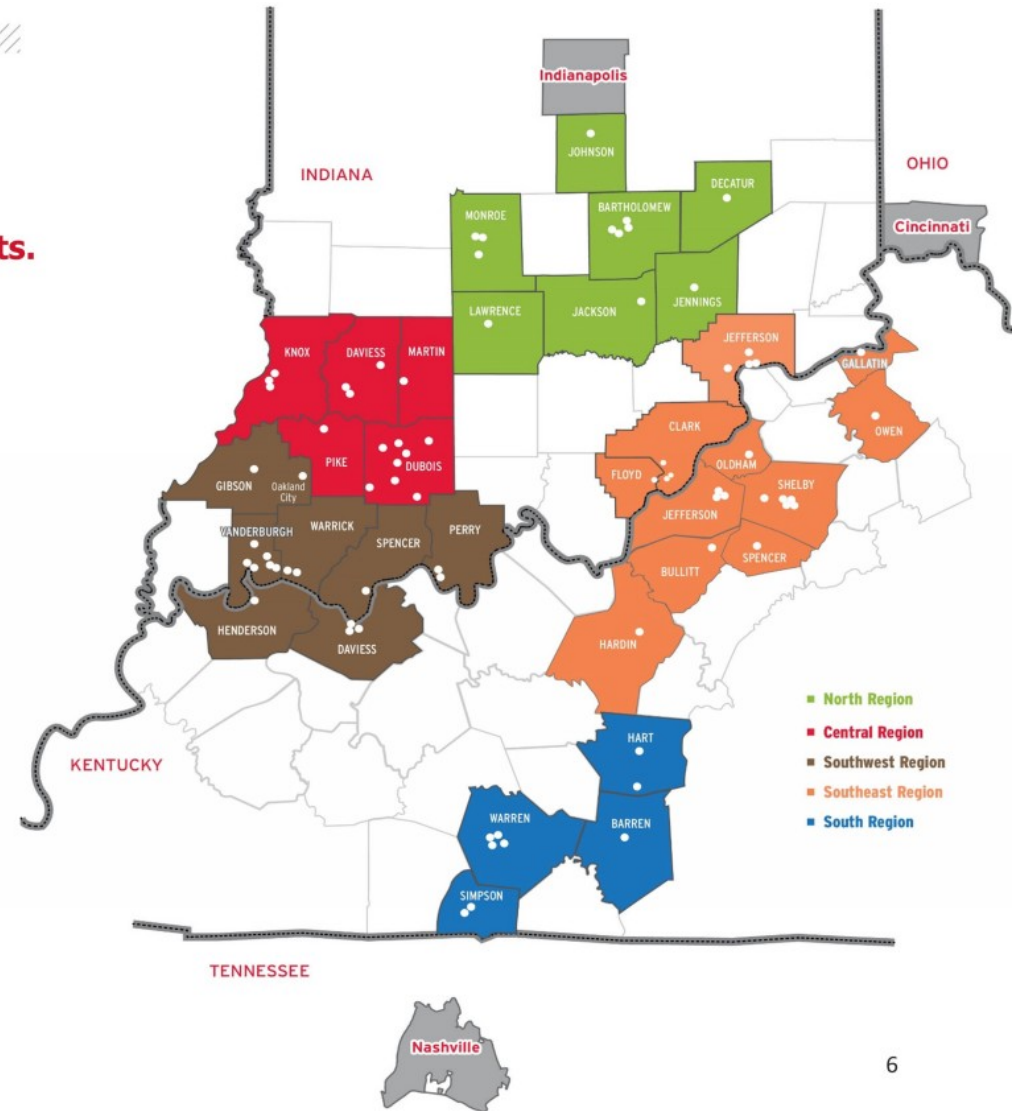 ts.
Indianapolis
JOHNSON
INDIANA
OHIO
DECATUR
MONROE
BARTHOLOMEW
Cincinnati
LAWRENCE
JACKSON
JENNINGS
JEFFERSON
KNOX
DAVIESS
MARTIN
GALLATIN
CLARK
OWEN
PIKE
DUBOIS
FLOYD
OLDHAM
GIBSON
Oakland
City
SHELBY
JEFFERSON
VANDERBURGH
WARRICK
SPENCER
PERRY
SPENCER
BULLITT
HENDERSON
DAVIESS
HARDIN
North Region
Central Region
Southwest Region
Southeast Region
South Region
KENTUCKY
HART
WARREN
BARREN
SIMPSON
TENNESSEE
Nashville
6